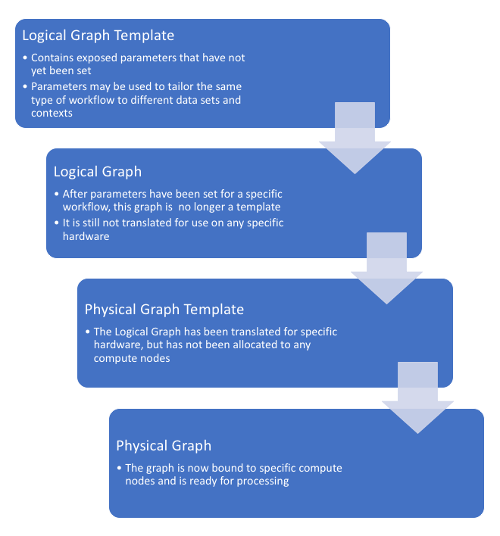 Logical Graph Template
• Contains exposed parameters that have not
yet been set
• Parameters may be used to tailor the same
type of workflow to different data sets and
contexts
Logical Graph
• After parameters have been set for a specific
workflow, this graph is no longer a template
• It is still not translated for use on any specific
hardware
Physical Graph Template
• The Logical Graph has been translated for specific
hardware, but has not been allocated to any
compute nodes
Physical Graph
• The graph is now bound to specific compute
nodes and is ready for processing